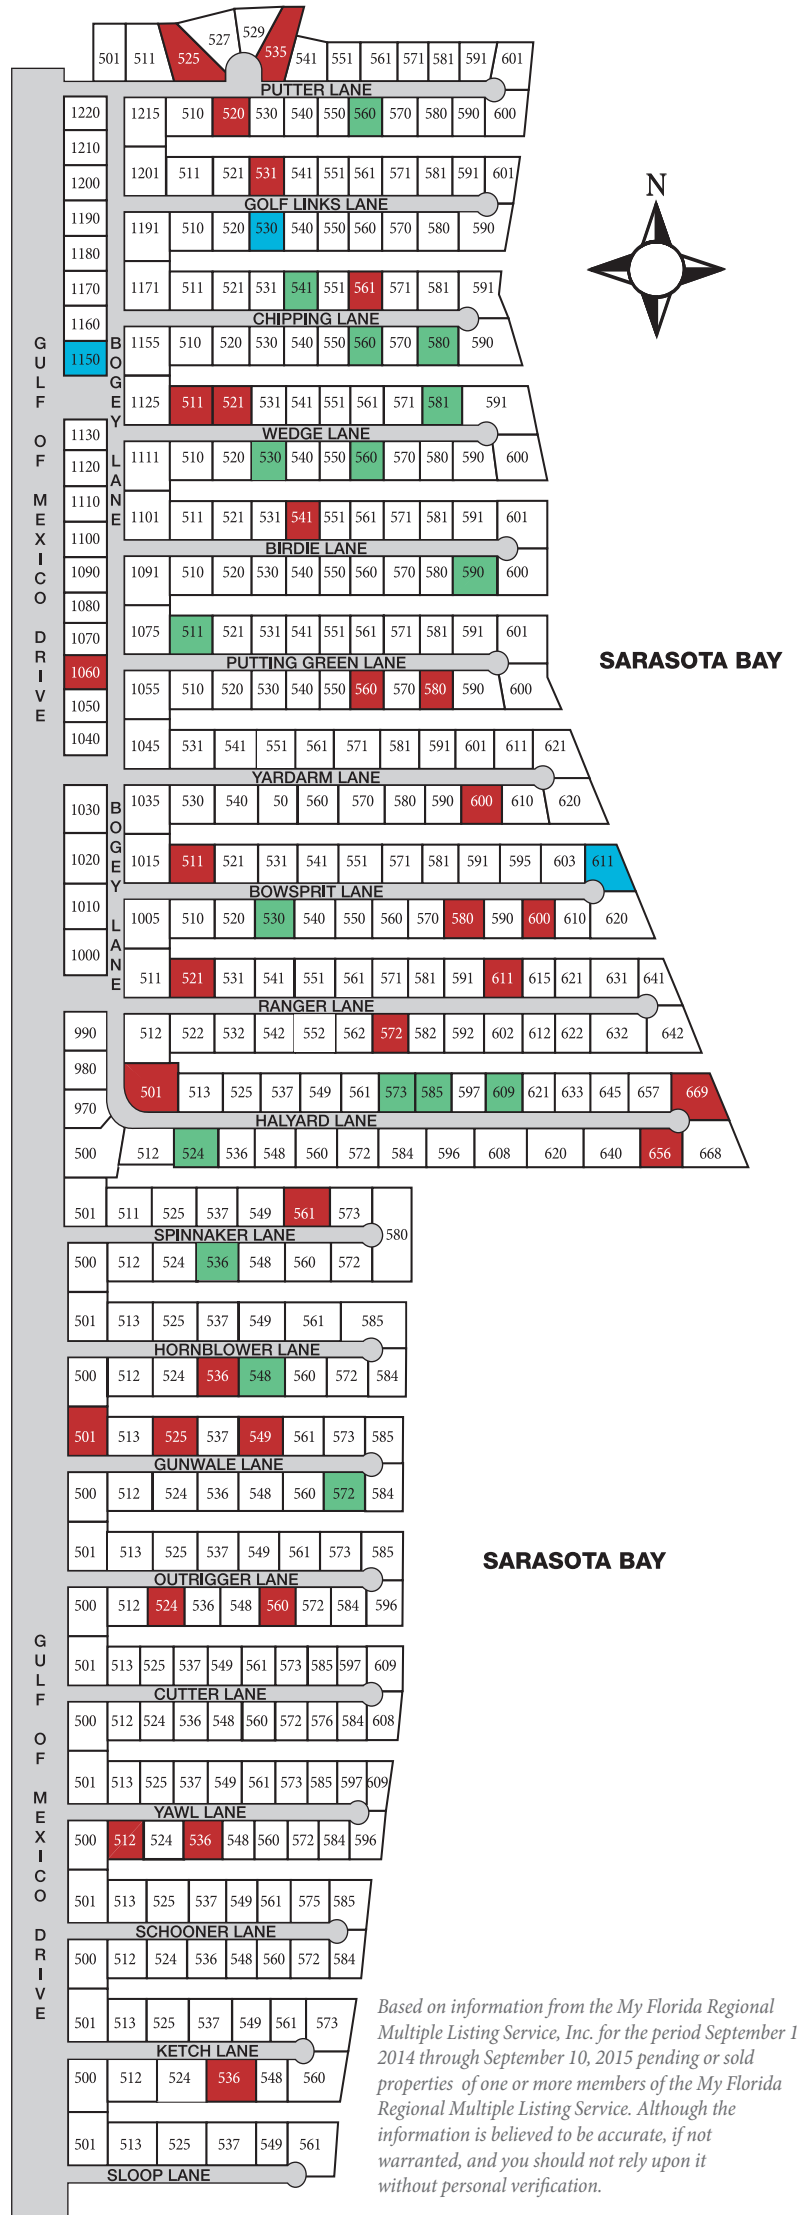 501 511 525 527 529 535 541 551 561 571 581 591 601
PUTTER LANE
1220 1215 510 520 530 540 550 560 570 580 590 600
1210
1200 1201 511 521 531 541 551 561 571 581 591 601
GOLF LINKS LANE
1190 1191 510 520 530 540 550 560 570 580 590
1180
1170 1171 511 521 531 541 551 561 571 581 591
CHIPPING LANE
1160
1150 1155 510 520 530 540 550 560 570 580 590
1125 511 521 531 541 551 561 571 581 591
WEDGE LANE
1130
1120 1111 510 520 530 540 550 560 570 580 590 600
1110
1100 1101 511 521 531 541 551 561 571 581 591 601
BIRDIE LANE
1090 1091 510 520 530 540 550 560 570 580 590 600
1080
1070 1075 511 521 531 541 551 561 571 581 591 601
PUTTING GREEN LANE
1060
1050 1055 510 520 530 540 550 560 570 580 590 600
1040 1045 531 541 551 561 571 581 591 601 611 621
YARDARM LANE
1030 1035 530 540 50 560 570 580 590 600 610 620
1020 1015 511 521 531 541 551 571 581 591 595 603 611
BOWSPRIT LANE
1010 1005 510 520 530 540 550 560 570 580 590 600 610 620
1000 511 521 531 541 551 561 571 581 591 611 615 621 631 641
RANGER LANE
990 512 522 532 542 552 562 572 582 592 602 612 622 632 642
980
970 501 513 525 537 549 561 573 585 597 609 621 633 645 657 669
HALYARD LANE
500 512 524 536 548 560 572 584 596 608 620 640 656 668
501 511 525 537 549 561 573 580
SPINNAKER LANE
500 512 524 536 548 560 572
501 513 525 537 549 561 585
HORNBLOWER LANE
500 512 524 536 548 560 572 584
501 513 525 537 549 561 573 585
GUNWALE LANE
500 512 524 536 548 560 572 584
501 513 525 537 549 561 573 585
OUTRIGGER LANE
500 512 524 536 548 560 572 584 596
501 513 525 537 549 561 573 585 597 609
CUTTER LANE
500 512 524 536 548 560 572 576 584 608
501 513 525 537 549 561 573 585 597 609
YAWL LANE
500 512 524 536 548 560 572 584 596
501 513 525 537 549 561 575 585
SCHOONER LANE
500 512 524 536 548 560 572 584
501 513 525 537 549 561 573
KETCH LANE
500 512 524 536 548 560
501 513 525 537 549 561
SLOOP LANE
GULF OF MEXICO DRIVE
GULF OF MEXICO DRIVE
BOGEY LANE
BOGEY LANE
N
SARASOTA BAY
SARASOTA BAY
Based on information from the My Florida Regional
Multiple Listing Service, Inc. for the period September 1
2014 through September 10, 2015 pending or sold
properties of one or more members of the My Florida
Regional Multiple Listing Service. Although the
information is believed to be accurate, if not
warranted, and you should not rely upon it
without personal verification.